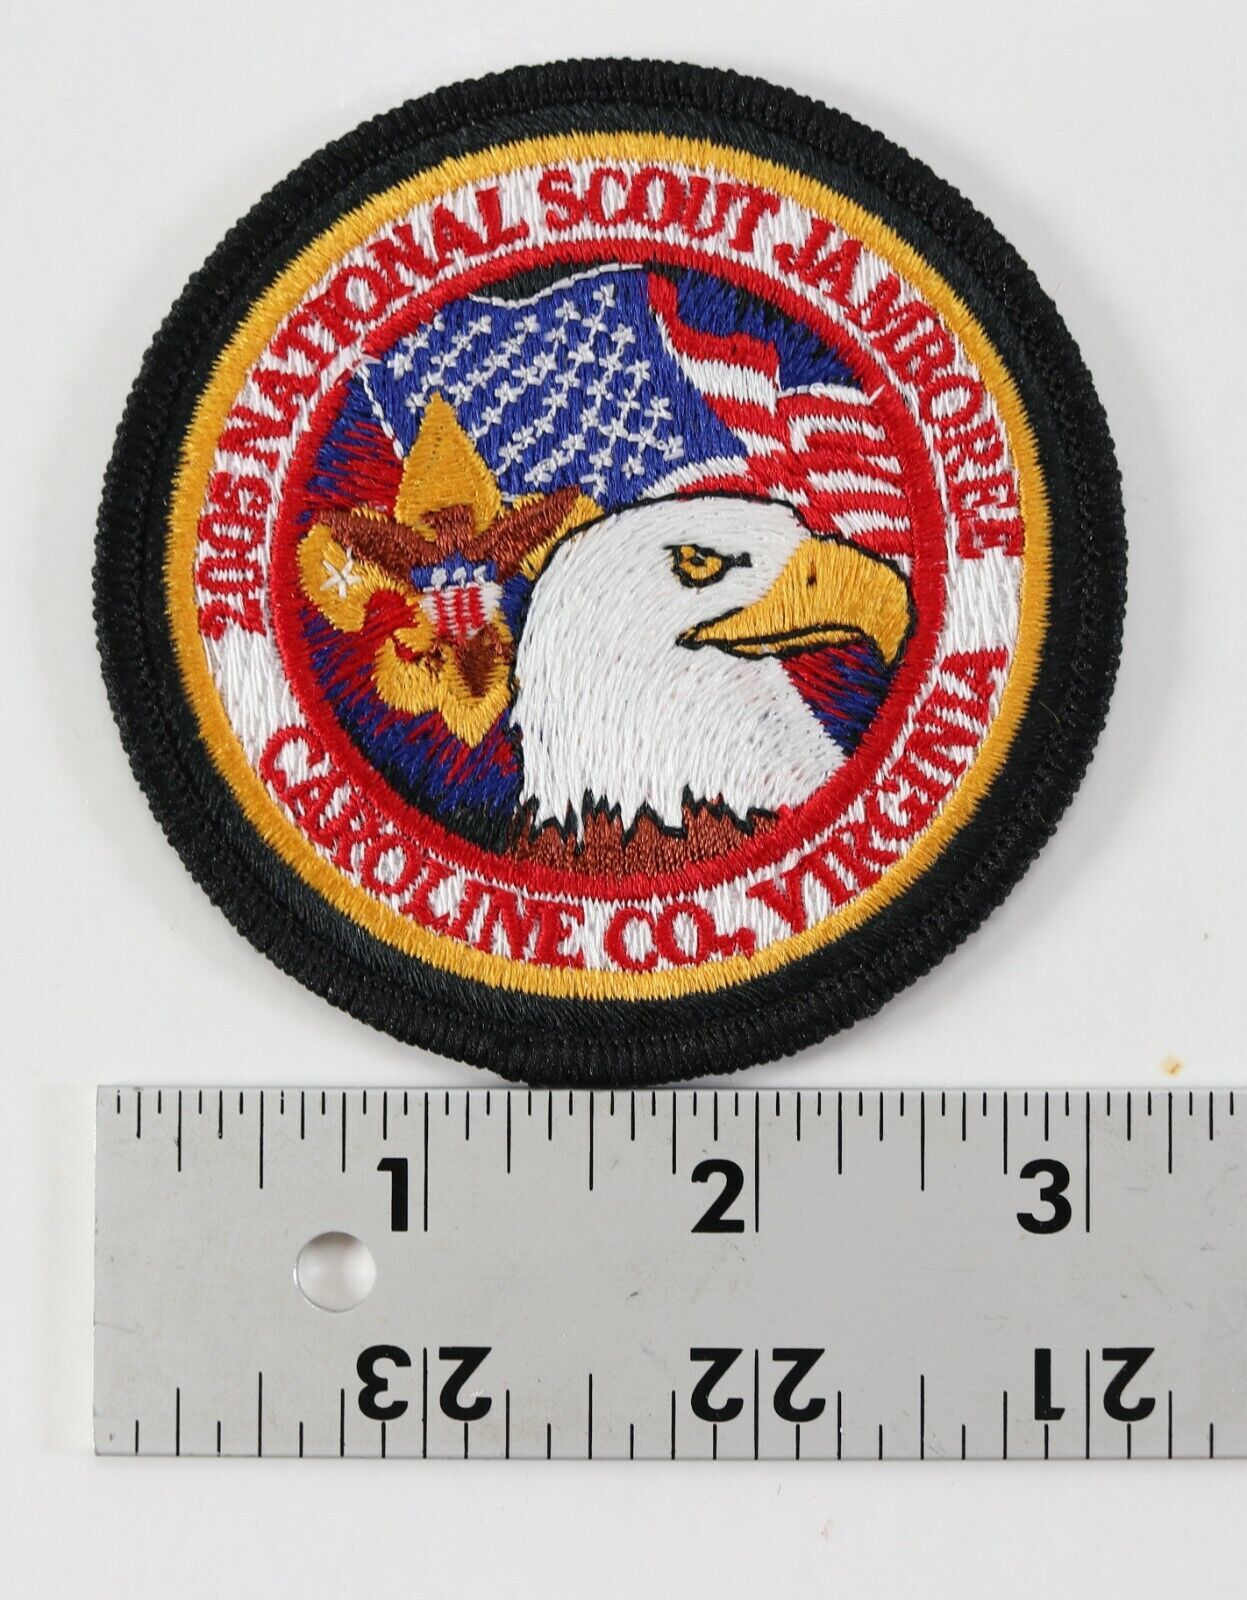 2005 NATIONAL SCOUT JAMBOREE
CAROLINE CO., VIRGINIA
1 2 3
23 22 21